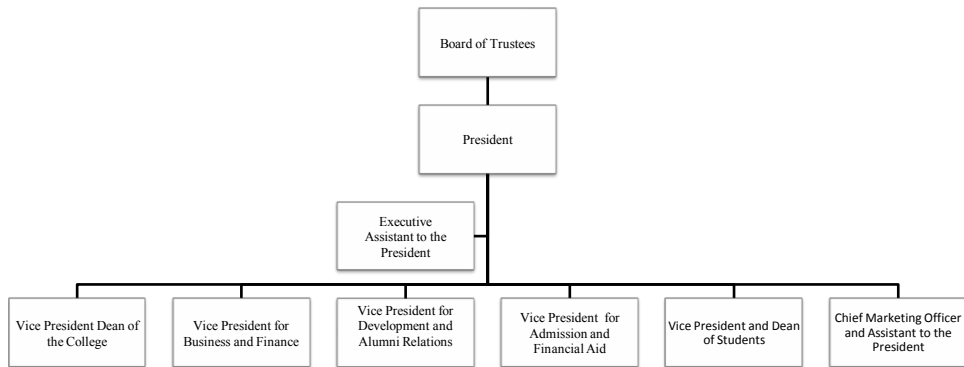 Board of Trustees
President
Executive
Assistant to the
President
Vice President Dean of
the College
Vice President for
Business and Finance
Vice President for
Development and
Alumni Relations
Vice President for
Admission and
Financial Aid
Vice President and Dean
of Students
Chief Marketing Officer
and Assistant to the
President